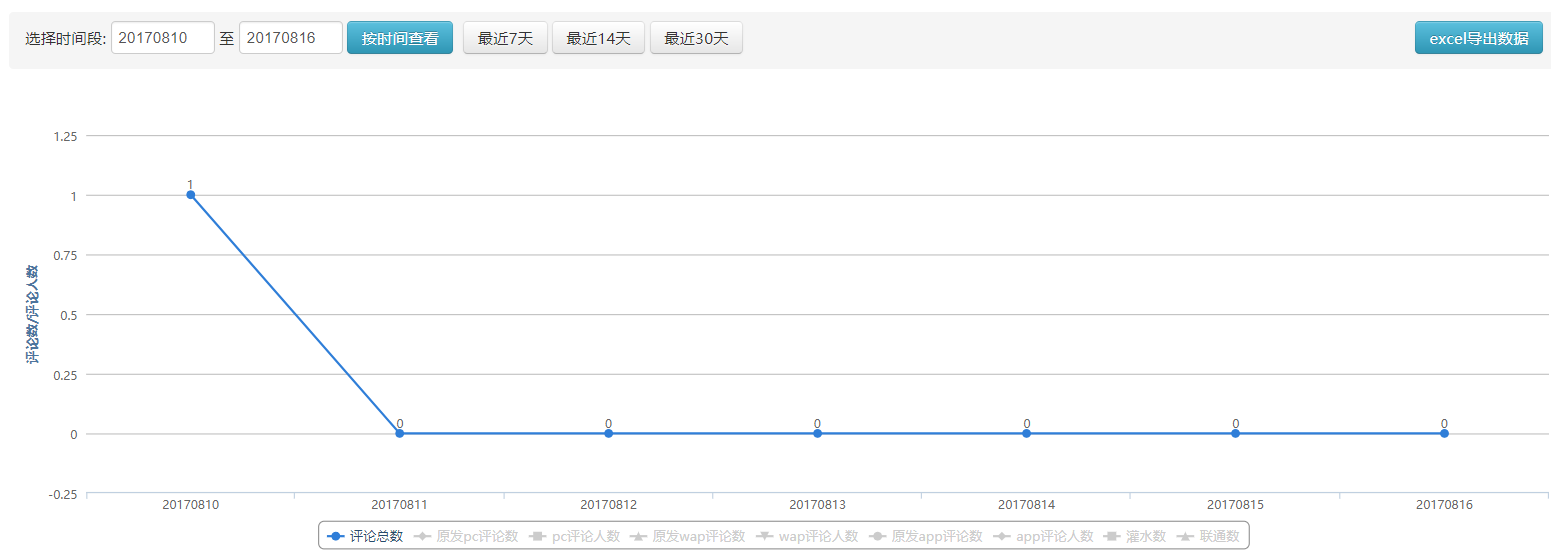 选择时间段: 20170810 至 20170816 按时间查看 最近7天 最近14天 最近30天 excel导出数据
评论数/评论人数
1.25
1
0.75
0.5
0.25
0
-0.25
1 0 0 0 0 0 0
20170810 20170811 20170812 20170813 20170814 20170815 20170816
评论总数 原发pc评论数 pc评论人数 原发wap评论数 wap评论人数 原发app评论数 app评论人数 灌水数 联通数